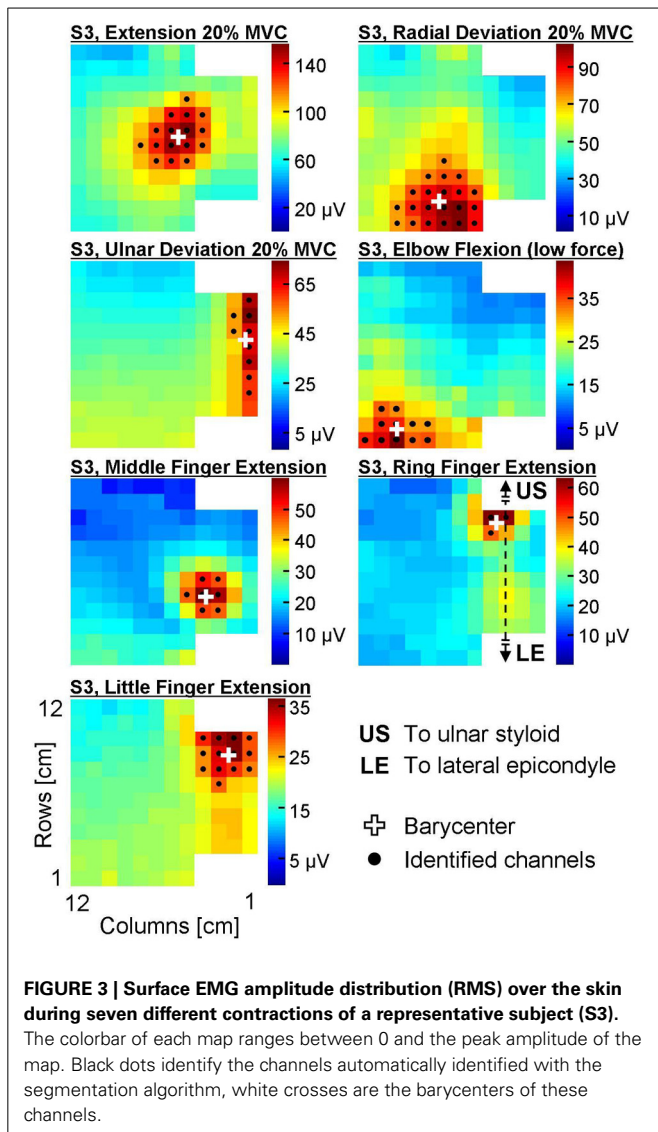 S3, Extension 20% MVC
140
100
60
20 µV
S3, Radial Deviation 20% MVC
90
70
50
30
10 µV
S3, Ulnar Deviation 20% MVC
65
45
25
5 µV
S3, Elbow Flexion (low force)
35
25
15
5 µV
S3, Middle Finger Extension
50
40
30
20
10 µV
S3, Ring Finger Extension
US
LE
60
50
40
30
20
10 µV
S3, Little Finger Extension
12
Rows [cm]
1
12
1
Columns [cm]
35
25
15
5 µV
US To ulnar styloid
LE To lateral epicondyle
Barycenter
Identified channels
FIGURE 3 | Surface EMG amplitude distribution (RMS) over the skin
during seven different contractions of a representative subject (S3).
The colorbar of each map ranges between 0 and the peak amplitude of the
map. Black dots identify the channels automatically identified with the
segmentation algorithm, white crosses are the barycenters of these
channels.